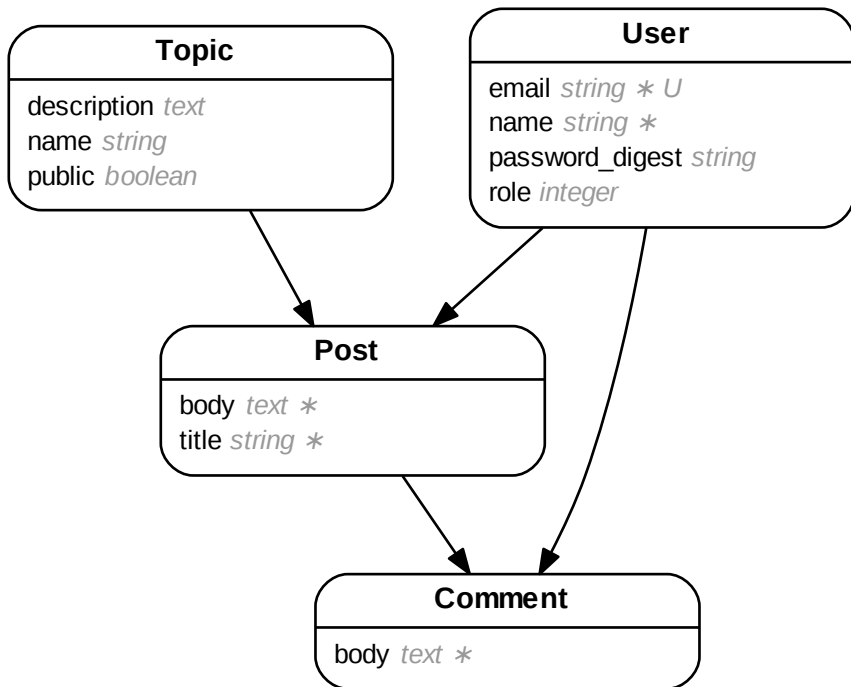 Topic
description text
name string
public boolean
User
email string ∗ U
name string ∗
password_digest string
role integer
Post
body text ∗
title string ∗
Comment
body text ∗